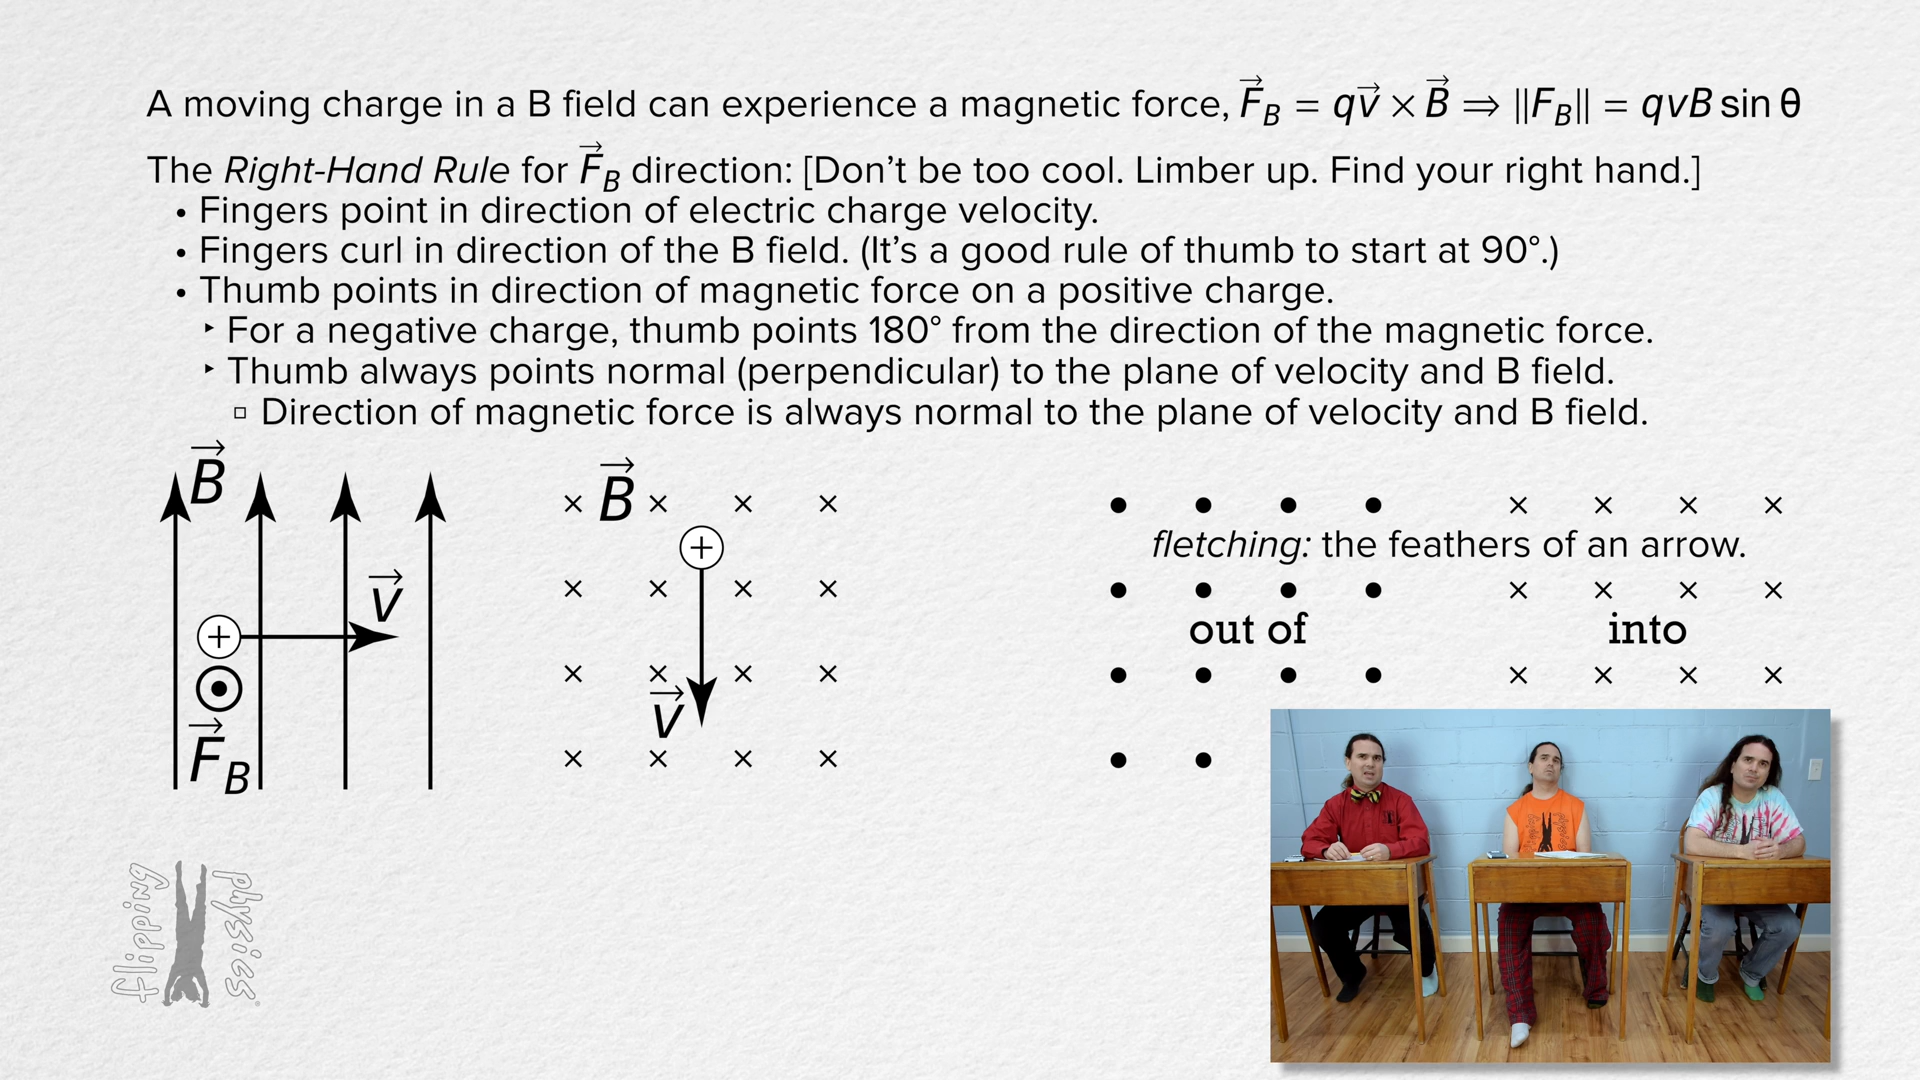 A moving charge in a B field can experience a magnetic force, F⃗_B = qv⃗ × B⃗ ⇒ ‖F_B‖ = qvB sin θ
The Right-Hand Rule for F⃗_B direction: [Don’t be too cool. Limber up. Find your right hand.]
• Fingers point in direction of electric charge velocity.
• Fingers curl in direction of the B field. (It’s a good rule of thumb to start at 90°.)
• Thumb points in direction of magnetic force on a positive charge.
‣ For a negative charge, thumb points 180° from the direction of the magnetic force.
‣ Thumb always points normal (perpendicular) to the plane of velocity and B field.
▫ Direction of magnetic force is always normal to the plane of velocity and B field.
B⃗
v⃗
+
F⃗_B
B⃗
+
v⃗
fletching: the feathers of an arrow.
out of
into
flipping
physics